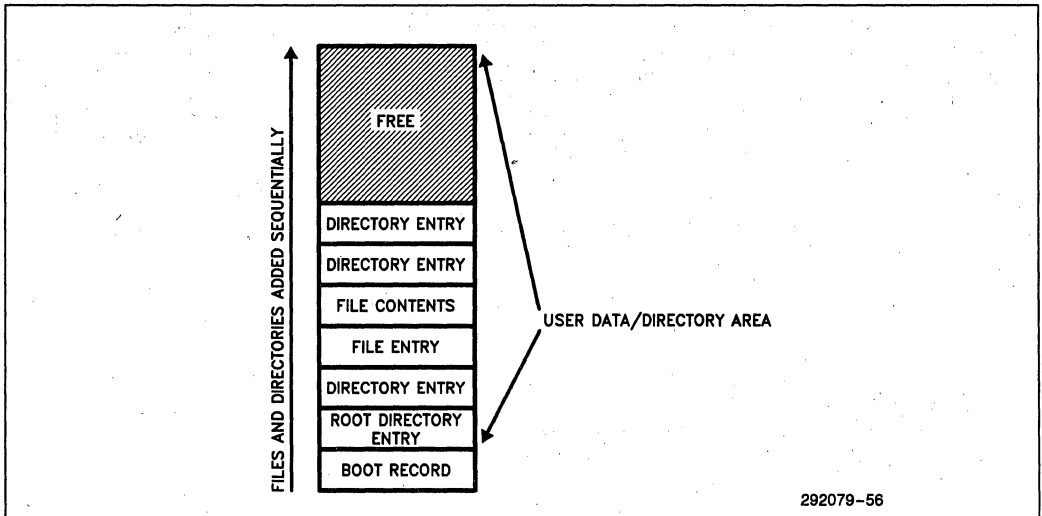 FILES AND DIRECTORIES ADDED SEQUENTIALLY
FREE
DIRECTORY ENTRY
DIRECTORY ENTRY
FILE CONTENTS
FILE ENTRY
DIRECTORY ENTRY
ROOT DIRECTORY
ENTRY
BOOT RECORD
USER DATA/DIRECTORY AREA
292079-56